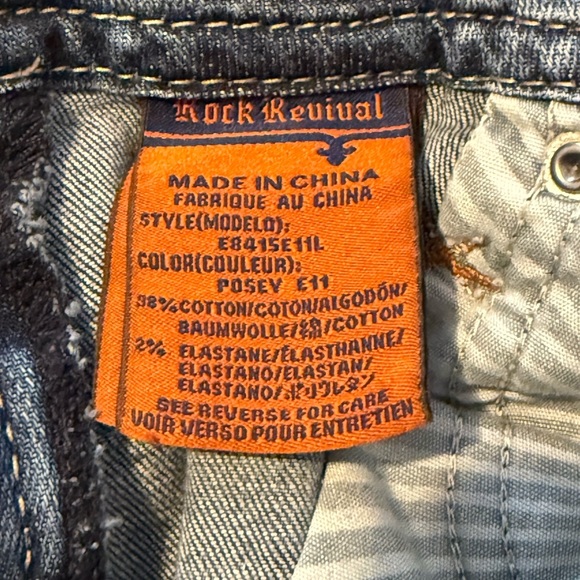 Rock Revival
MADE IN CHINA
FABRIQUE AU CHINA
STYLE(MODELO):
E8415E11L
COLOR(COULEUR):
POSEV E11
98%COTTON/COTON/ALGODÓN/
BAUMWOLLE/綿/COTTON
2% ELASTANE/ÉLASTHANNE/
ELASTANO/ELASTAN/
ELASTANO/ポリウレタン
SEE REVERSE FOR CARE
VOIR VERSO POUR ENTRETIEN